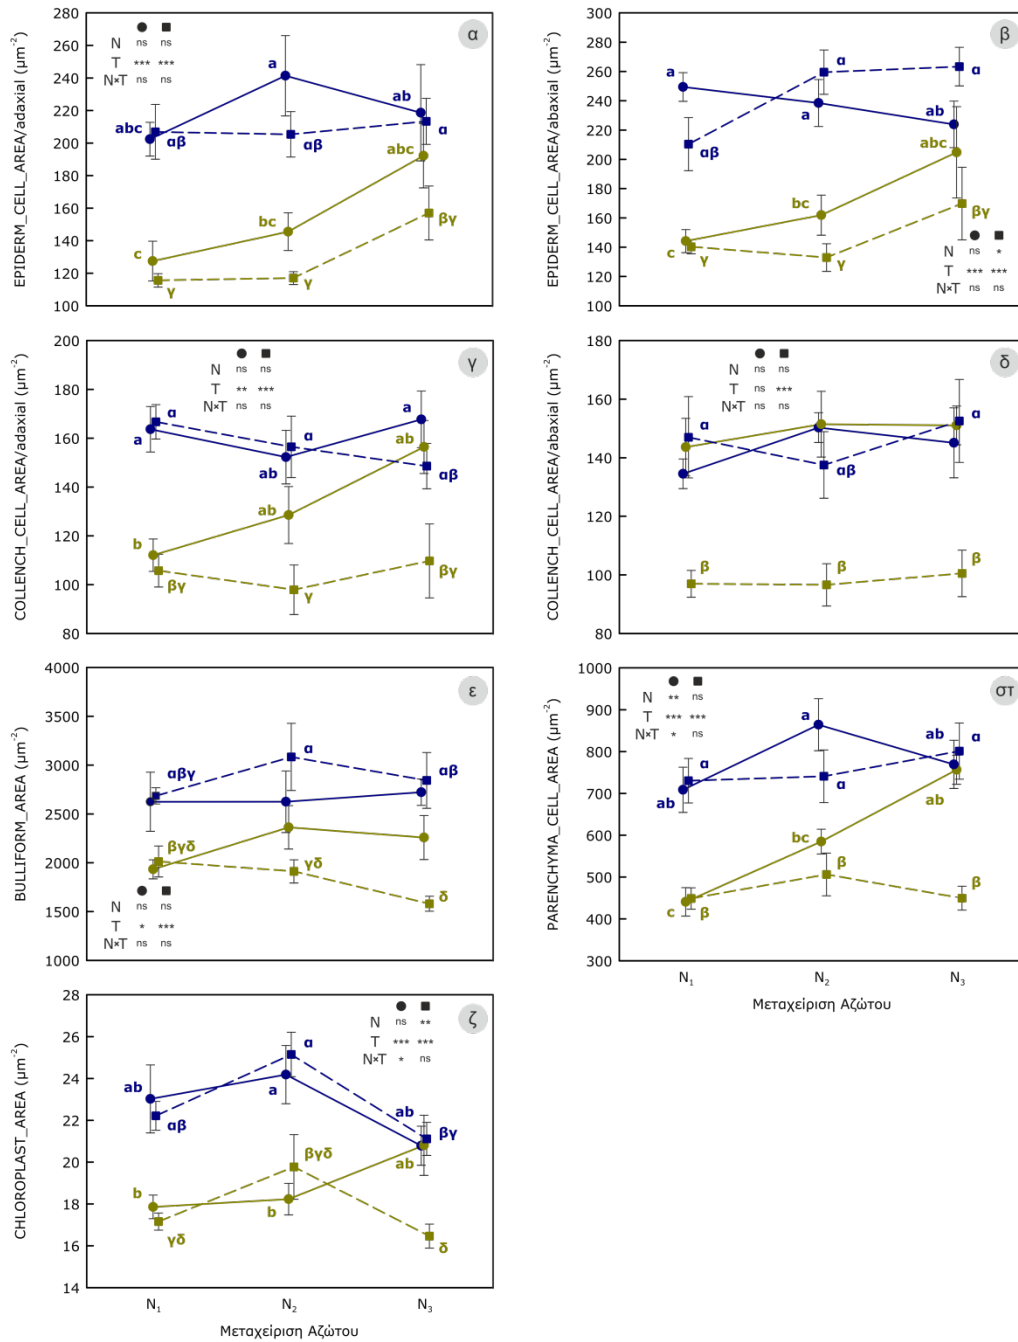 α
EPIDERM_CELL_AREA/adaxial (µm⁻²)
280
260
240
220
200
180
160
140
120
100
N ns ns
T *** ***
N×T ns ns
abc
αβ
a
αβ
ab
α
c
γ
bc
γ
abc
βγ
β
EPIDERM_CELL_AREA/abaxial (µm⁻²)
300
280
260
240
220
200
180
160
140
120
100
a
αβ
α
a
α
ab
abc
c
γ
bc
γ
βγ
N ns *
T *** ***
N×T ns ns
γ
COLLENCH_CELL_AREA/adaxial (µm⁻²)
200
180
160
140
120
100
80
N ns ns
T ** ***
N×T ns ns
α
a
α
ab
a
ab
αβ
b
βγ
ab
γ
βγ
δ
COLLENCH_CELL_AREA/abaxial (µm⁻²)
180
160
140
120
100
80
N ns ns
T ns ***
N×T ns ns
α
αβ
α
β
β
β
ε
BULLIFORM_AREA (µm⁻²)
4000
3500
3000
2500
2000
1500
1000
αβγ
α
αβ
βγδ
γδ
δ
N ns ns
T * ***
N×T ns ns
στ
PARENCHYMA_CELL_AREA (µm⁻²)
1000
900
800
700
600
500
400
300
N ** ns
T *** ***
N×T * ns
α
ab
a
α
ab
α
ab
c
β
bc
β
β
N₁ N₂ N₃
Μεταχείριση Αζώτου
ζ
CHLOROPLAST_AREA (µm⁻²)
28
26
24
22
20
18
16
14
N ns **
T *** ***
N×T * ns
ab
αβ
α
a
ab
βγ
b
γδ
βγδ
b
ab
δ
N₁ N₂ N₃
Μεταχείριση Αζώτου